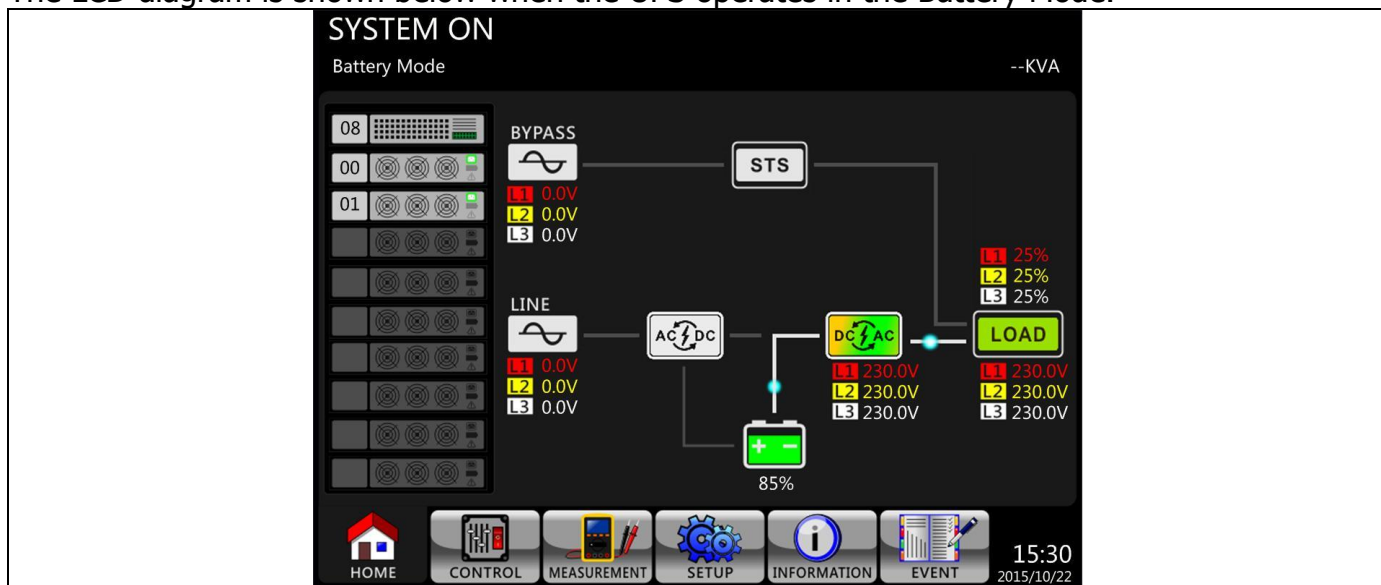 The LCD diagram is shown below when the UPS operates in the Battery Mode.
SYSTEM ON
Battery Mode
--KVA
08
00
01
BYPASS
L1 0.0V
L2 0.0V
L3 0.0V
STS
LINE
L1 0.0V
L2 0.0V
L3 0.0V
AC DC
DC AC
L1 230.0V
L2 230.0V
L3 230.0V
L1 25%
L2 25%
L3 25%
LOAD
L1 230.0V
L2 230.0V
L3 230.0V
+ -
85%
HOME
CONTROL
MEASUREMENT
SETUP
INFORMATION
EVENT
15:30
2015/10/22